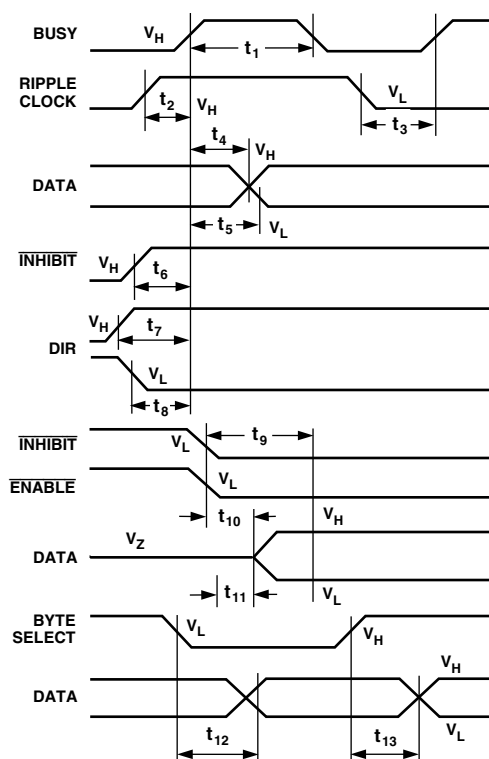 BUSY V_H t_1
RIPPLE
CLOCK t_2 V_H V_L t_3
t_4 V_H
DATA
t_5 V_L
INHIBIT V_H t_6
V_H t_7
DIR
V_L
t_8
INHIBIT V_L t_9
ENABLE V_L
t_10 V_H
DATA V_Z
t_11 V_L
BYTE
SELECT V_L V_H
DATA V_H
V_L
t_12 t_13